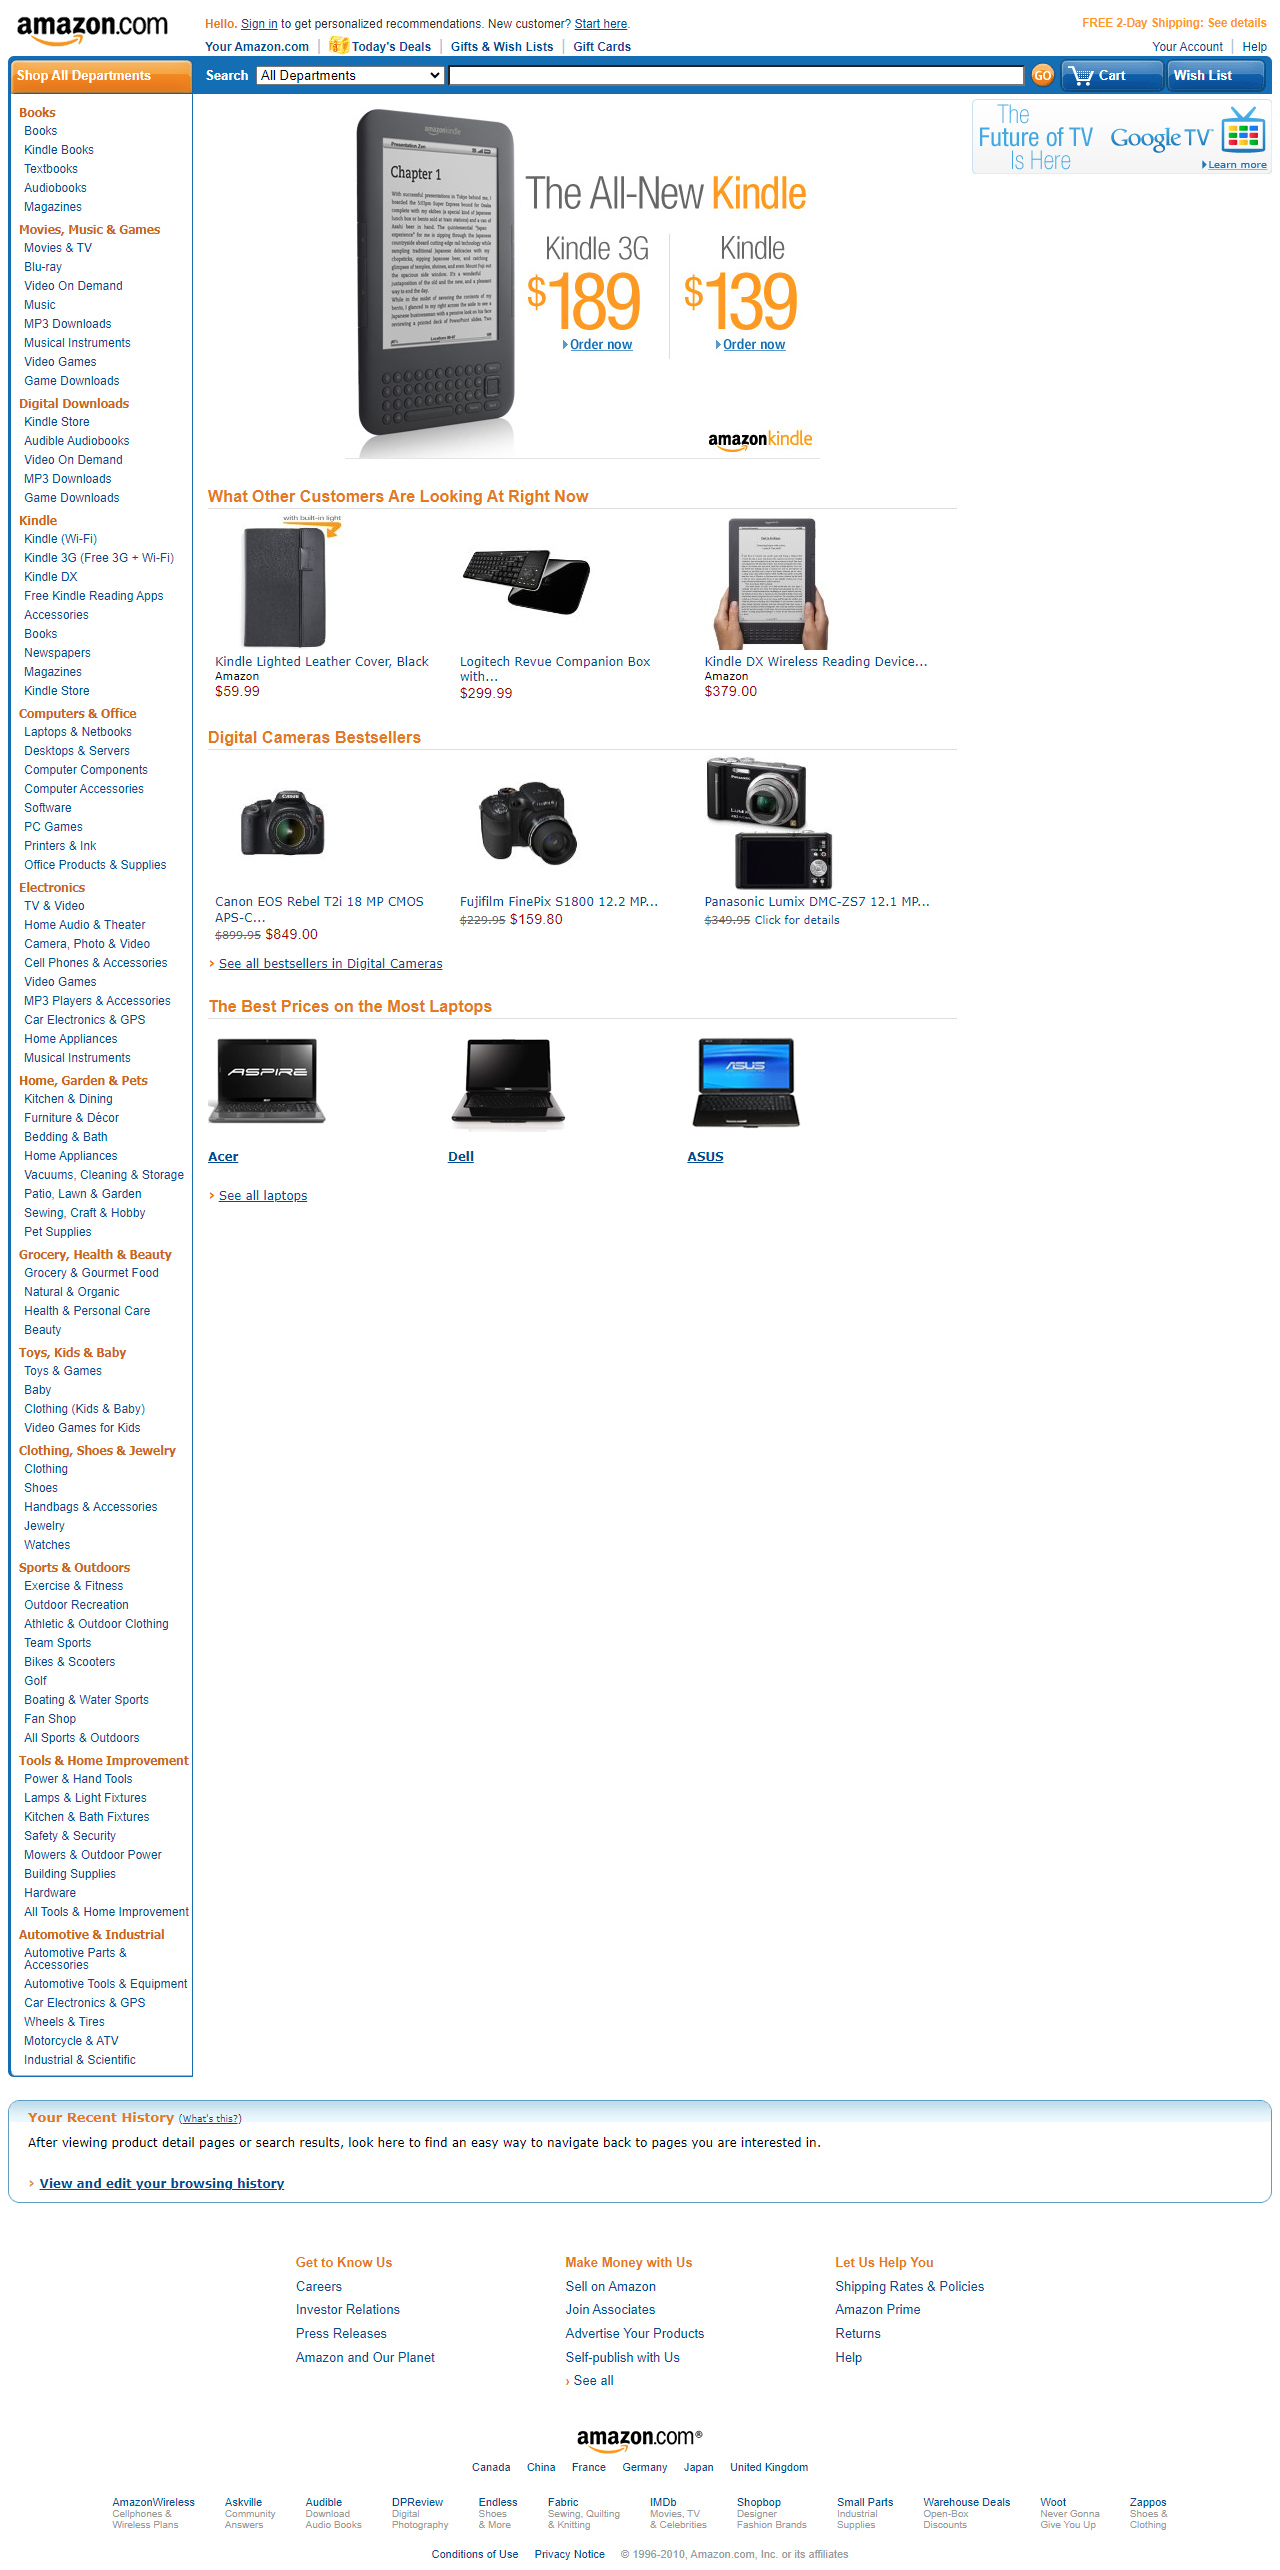 amazon.com
Hello. Sign in to get personalized recommendations. New customer? Start here.
FREE 2-Day Shipping: See details
Your Amazon.com | Today's Deals | Gifts & Wish Lists | Gift Cards
Your Account | Help
Shop All Departments
Search All Departments GO Cart Wish List
Books
Books
Kindle Books
Textbooks
Audiobooks
Magazines
Movies, Music & Games
Movies & TV
Blu-ray
Video On Demand
Music
MP3 Downloads
Musical Instruments
Video Games
Game Downloads
Digital Downloads
Kindle Store
Audible Audiobooks
Video On Demand
MP3 Downloads
Game Downloads
Kindle
Kindle (Wi-Fi)
Kindle 3G (Free 3G + Wi-Fi)
Kindle DX
Free Kindle Reading Apps
Accessories
Books
Newspapers
Magazines
Kindle Store
Computers & Office
Laptops & Netbooks
Desktops & Servers
Computer Components
Computer Accessories
Software
PC Games
Printers & Ink
Office Products & Supplies
Electronics
TV & Video
Home Audio & Theater
Camera, Photo & Video
Cell Phones & Accessories
Video Games
MP3 Players & Accessories
Car Electronics & GPS
Home Appliances
Musical Instruments
Home, Garden & Pets
Kitchen & Dining
Furniture & Décor
Bedding & Bath
Home Appliances
Vacuums, Cleaning & Storage
Patio, Lawn & Garden
Sewing, Craft & Hobby
Pet Supplies
Grocery, Health & Beauty
Grocery & Gourmet Food
Natural & Organic
Health & Personal Care
Beauty
Toys, Kids & Baby
Toys & Games
Baby
Clothing (Kids & Baby)
Video Games for Kids
Clothing, Shoes & Jewelry
Clothing
Shoes
Handbags & Accessories
Jewelry
Watches
Sports & Outdoors
Exercise & Fitness
Outdoor Recreation
Athletic & Outdoor Clothing
Team Sports
Bikes & Scooters
Golf
Boating & Water Sports
Fan Shop
All Sports & Outdoors
Tools & Home Improvement
Power & Hand Tools
Lamps & Light Fixtures
Kitchen & Bath Fixtures
Safety & Security
Mowers & Outdoor Power
Building Supplies
Hardware
All Tools & Home Improvement
Automotive & Industrial
Automotive Parts &
Accessories
Automotive Tools & Equipment
Car Electronics & GPS
Wheels & Tires
Motorcycle & ATV
Industrial & Scientific
amazonkindle
Presentation Zen
Chapter 1
The All-New Kindle
Kindle 3G
$189
Order now
Kindle
$139
Order now
amazonkindle
The
Future of TV
Is Here
Google TV
Learn more
What Other Customers Are Looking At Right Now
with built-in light
Kindle Lighted Leather Cover, Black
Amazon
$59.99
Logitech Revue Companion Box
with...
$299.99
Kindle DX Wireless Reading Device...
Amazon
$379.00
Digital Cameras Bestsellers
Canon EOS Rebel T2i 18 MP CMOS
APS-C...
$899.95 $849.00
Fujifilm FinePix S1800 12.2 MP...
$229.95 $159.80
Panasonic Lumix DMC-ZS7 12.1 MP...
$349.95 Click for details
› See all bestsellers in Digital Cameras
The Best Prices on the Most Laptops
ASPIRE
ASUS
Acer
Dell
ASUS
› See all laptops
Your Recent History (What's this?)
After viewing product detail pages or search results, look here to find an easy way to navigate back to pages you are interested in.
› View and edit your browsing history
Get to Know Us
Careers
Investor Relations
Press Releases
Amazon and Our Planet
Make Money with Us
Sell on Amazon
Join Associates
Advertise Your Products
Self-publish with Us
› See all
Let Us Help You
Shipping Rates & Policies
Amazon Prime
Returns
Help
amazon.com®
Canada China France Germany Japan United Kingdom
AmazonWireless
Cellphones &
Wireless Plans
Askville
Community
Answers
Audible
Download
Audio Books
DPReview
Digital
Photography
Endless
Shoes
& More
Fabric
Sewing, Quilting
& Knitting
IMDb
Movies, TV
& Celebrities
Shopbop
Designer
Fashion Brands
Small Parts
Industrial
Supplies
Warehouse Deals
Open-Box
Discounts
Woot
Never Gonna
Give You Up
Zappos
Shoes &
Clothing
Conditions of Use Privacy Notice © 1996-2010, Amazon.com, Inc. or its affiliates